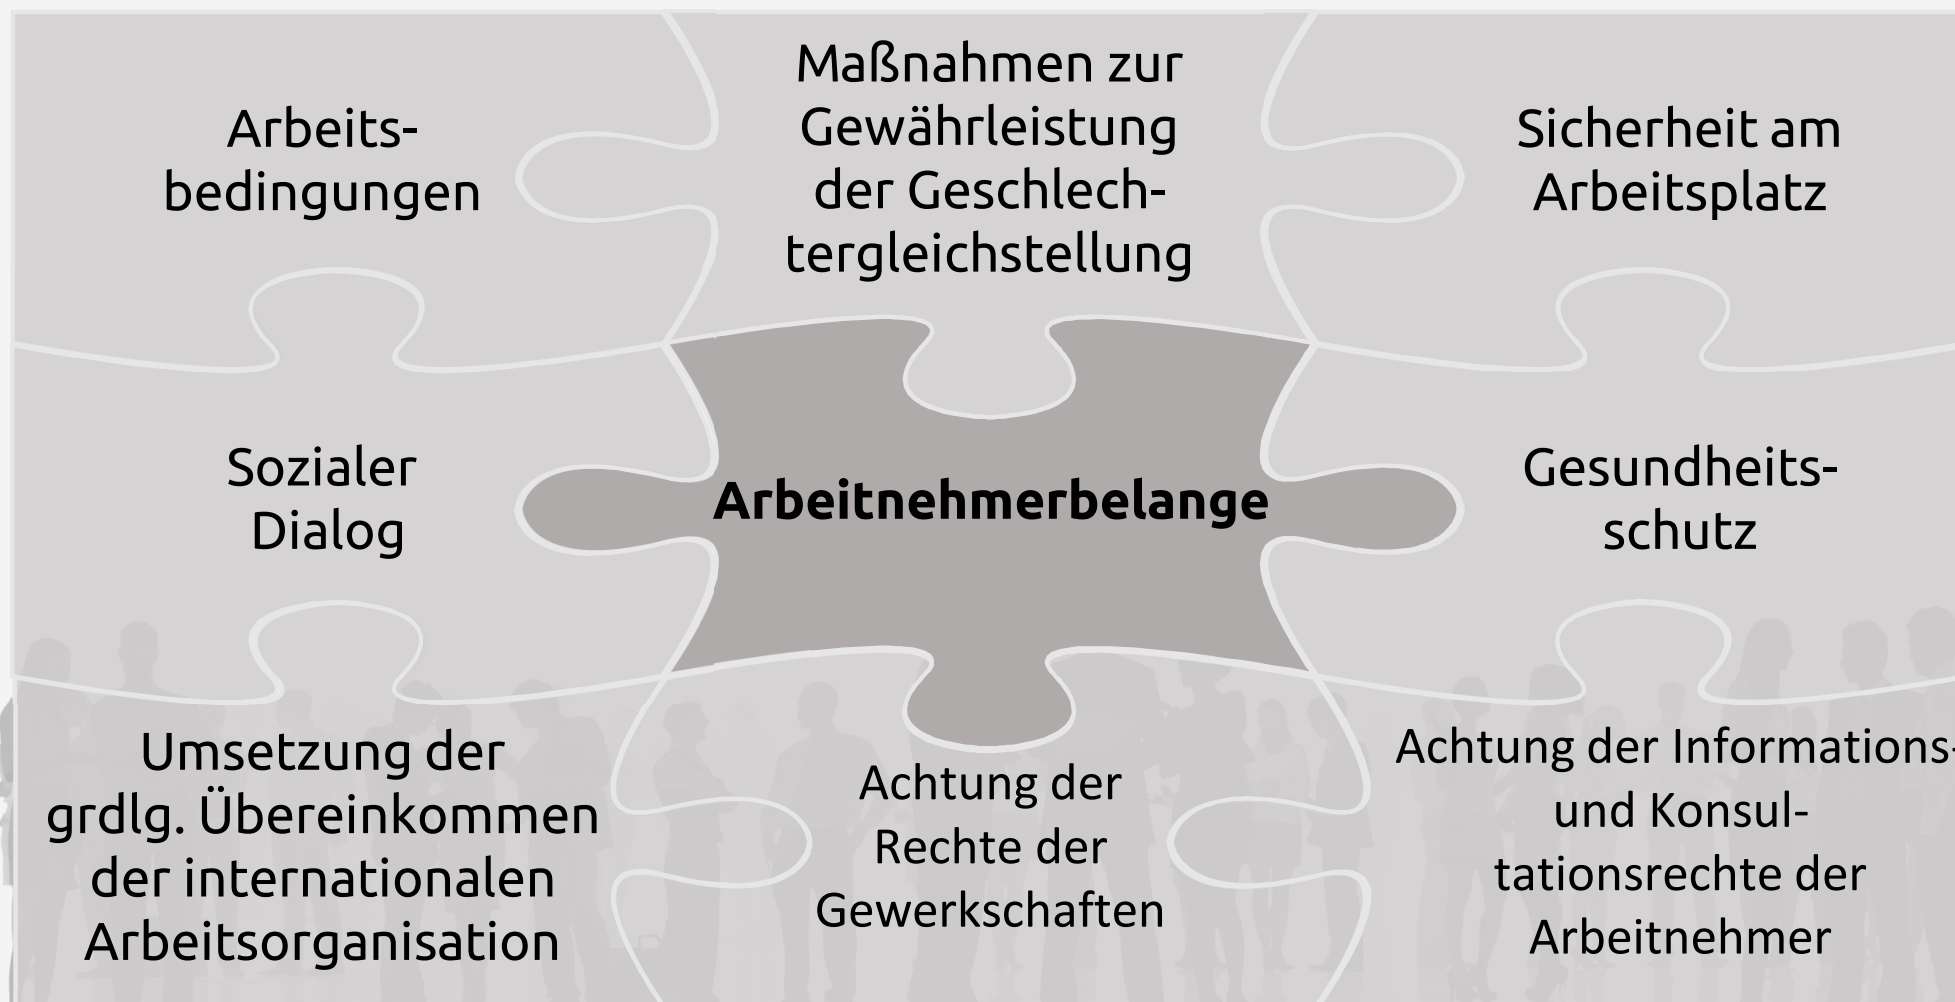 Arbeits-
bedingungen
Maßnahmen zur
Gewährleistung
der Geschlech-
tergleichstellung
Sicherheit am
Arbeitsplatz
Sozialer
Dialog
Arbeitnehmerbelange
Gesundheits-
schutz
Umsetzung der
grdlg. Übereinkommen
der internationalen
Arbeitsorganisation
Achtung der
Rechte der
Gewerkschaften
Achtung der Informations-
und Konsul-
tationsrechte der
Arbeitnehmer